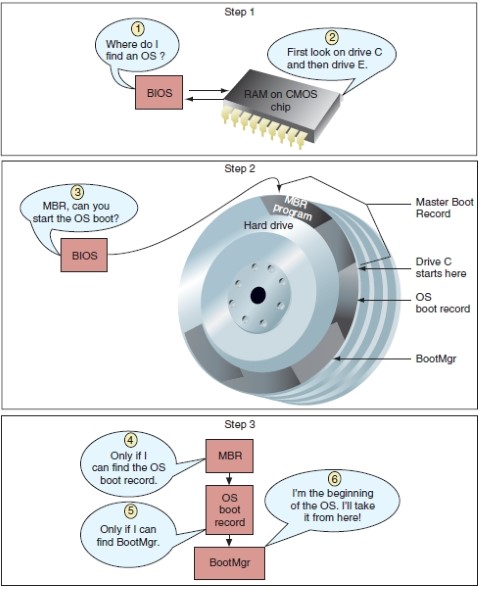 Step 1
1
Where do I
find an OS ?
BIOS
2
First look on drive C
and then drive E.
RAM on CMOS
chip
Step 2
3
MBR, can you
start the OS boot?
BIOS
MBR
program
Hard drive
Master Boot
Record
Drive C
starts here
OS
boot record
BootMgr
Step 3
4
Only if I
can find the OS
boot record.
MBR
5
Only if I can
find BootMgr.
OS
boot
record
6
I'm the beginning
of the OS. I'll take
it from here!
BootMgr